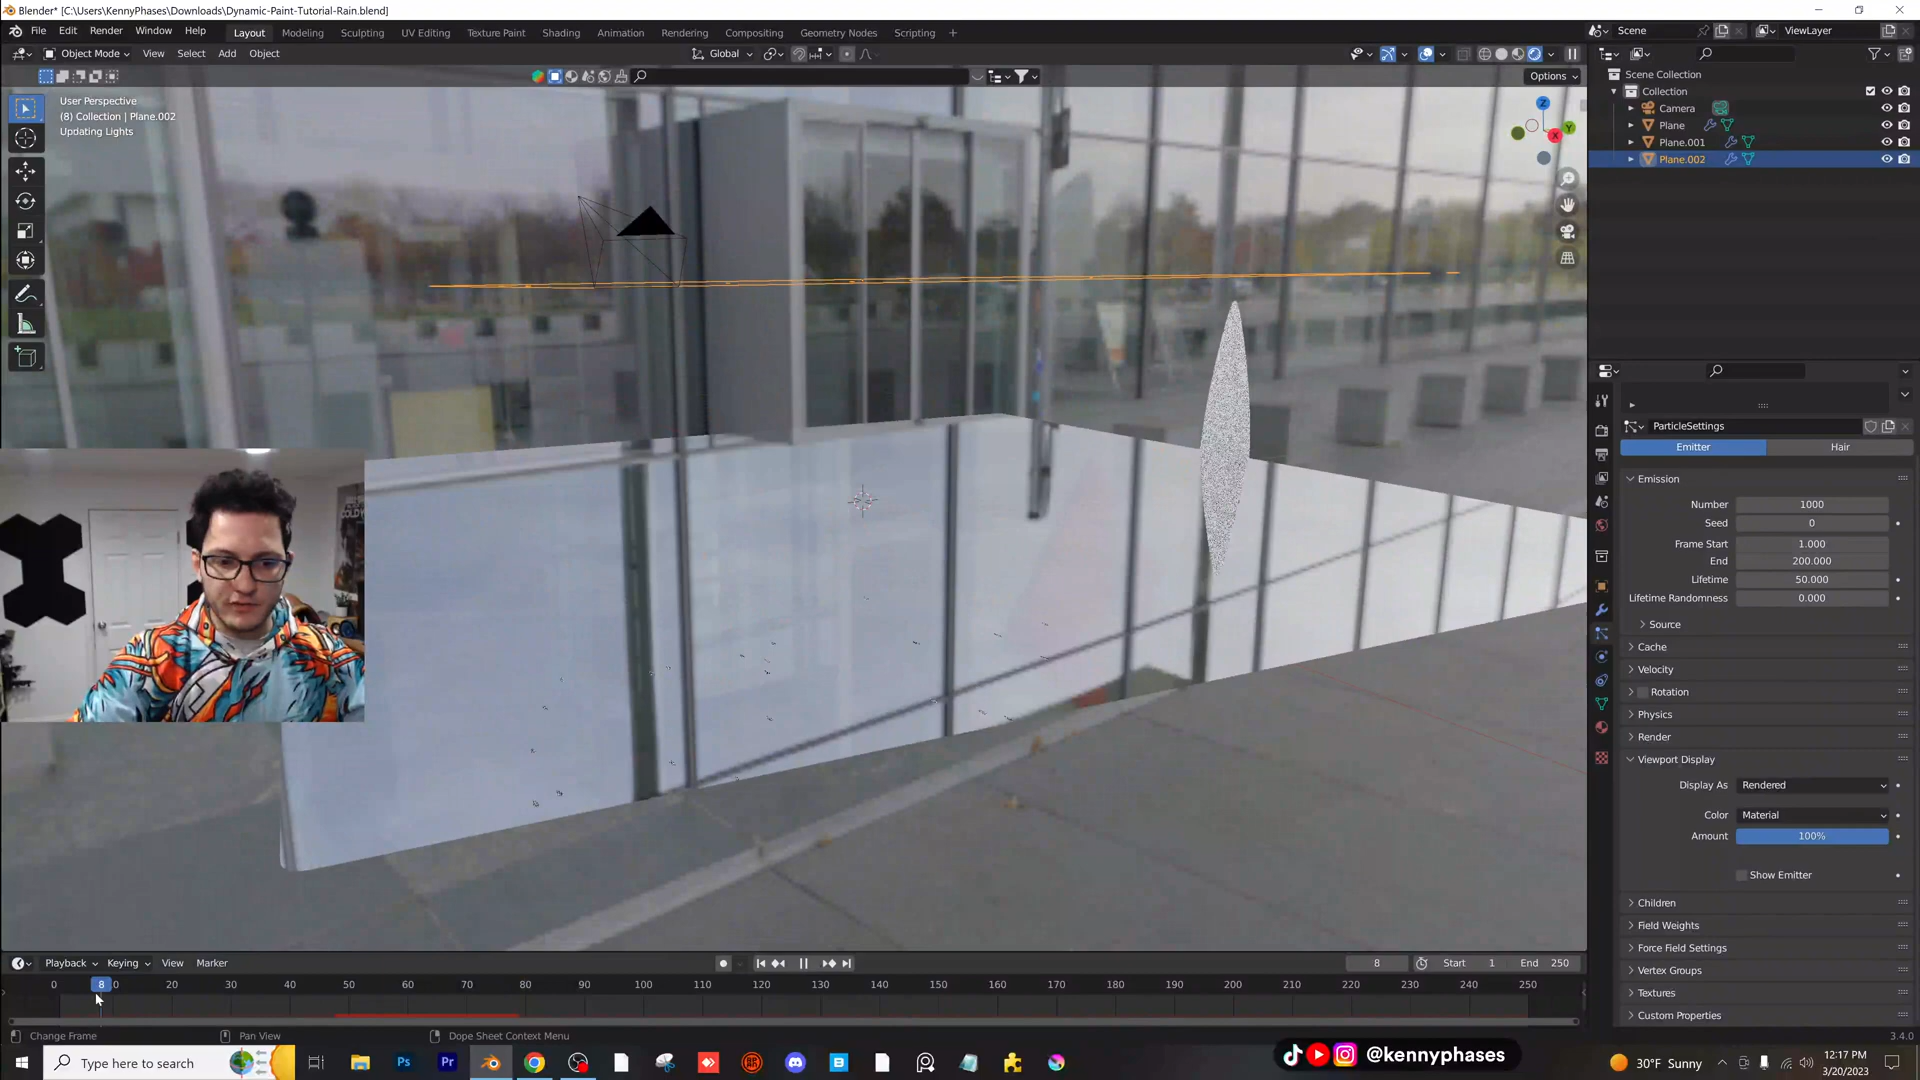 Blender* [C:\Users\KennyPhases\Downloads\Dynamic-Paint-Tutorial-Rain.blend]
File Edit Render Window Help Layout Modeling Sculpting UV Editing Texture Paint Shading Animation Rendering Compositing Geometry Nodes Scripting + Scene ViewLayer
Object Mode View Select Add Object Global
Options
User Perspective
(8) Collection | Plane.002
Updating Lights
Z
Y
X
Scene Collection
Collection
Camera
Plane
Plane.001
Plane.002
ParticleSettings
Emitter Hair
Emission
Number 1000
Seed 0
Frame Start 1.000
End 200.000
Lifetime 50.000
Lifetime Randomness 0.000
Source
Cache
Velocity
Rotation
Physics
Render
Viewport Display
Display As Rendered
Color Material
Amount 100%
Show Emitter
Children
Field Weights
Force Field Settings
Vertex Groups
Textures
Custom Properties
Playback Keying View Marker 8 Start 1 End 250
0 8 0 20 30 40 50 60 70 80 90 100 110 120 130 140 150 160 170 180 190 200 210 220 230 240 250
Change Frame Pan View Dope Sheet Context Menu 3.4.0
Type here to search Ps Pr @kennyphases 30°F Sunny 12:17 PM
3/20/2023